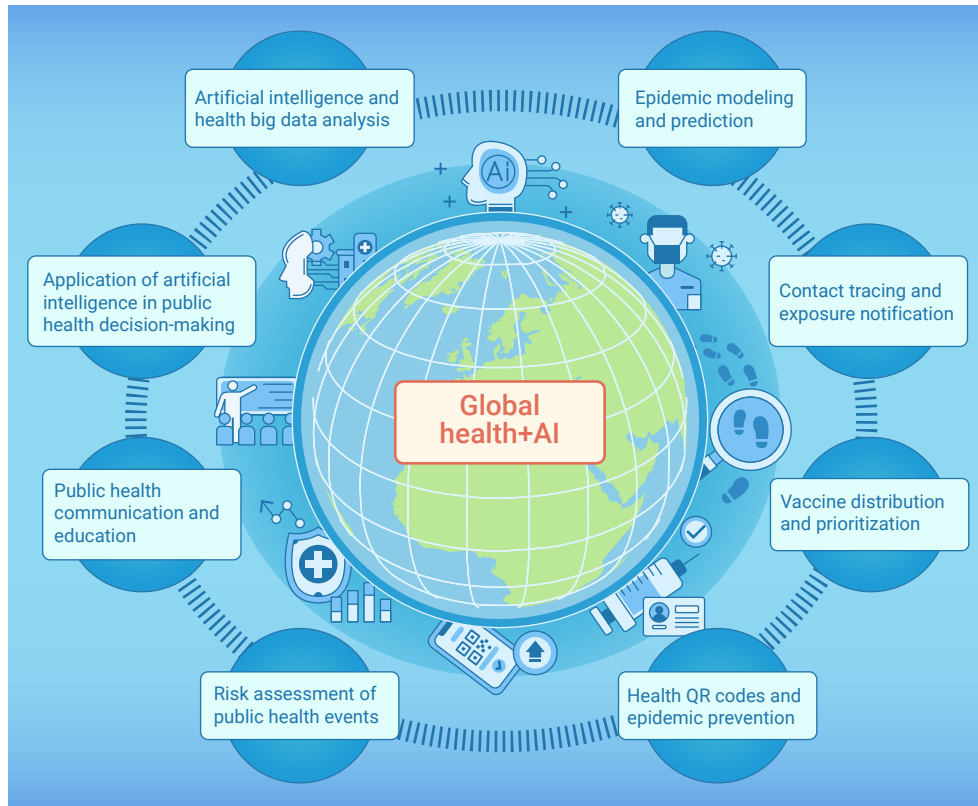 Artificial intelligence and
health big data analysis
Epidemic modeling
and prediction
Ai
Application of artificial
intelligence in public
health decision-making
Contact tracing and
exposure notification
Global
health+AI
Public health
communication and
education
Vaccine distribution
and prioritization
Risk assessment of
public health events
Health QR codes and
epidemic prevention